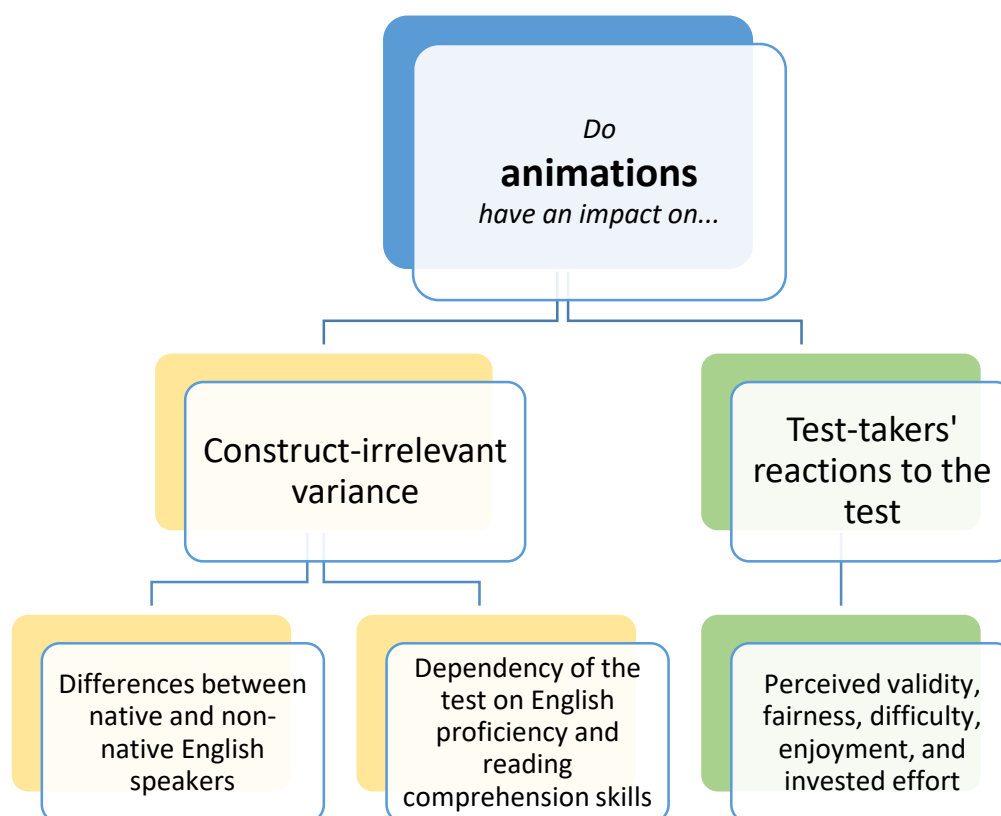 Do
animations
have an impact on...
Construct-irrelevant
variance
Test-takers'
reactions to the
test
Differences between
native and non-
native English
speakers
Dependency of the
test on English
proficiency and
reading
comprehension skills
Perceived validity,
fairness, difficulty,
enjoyment, and
invested effort